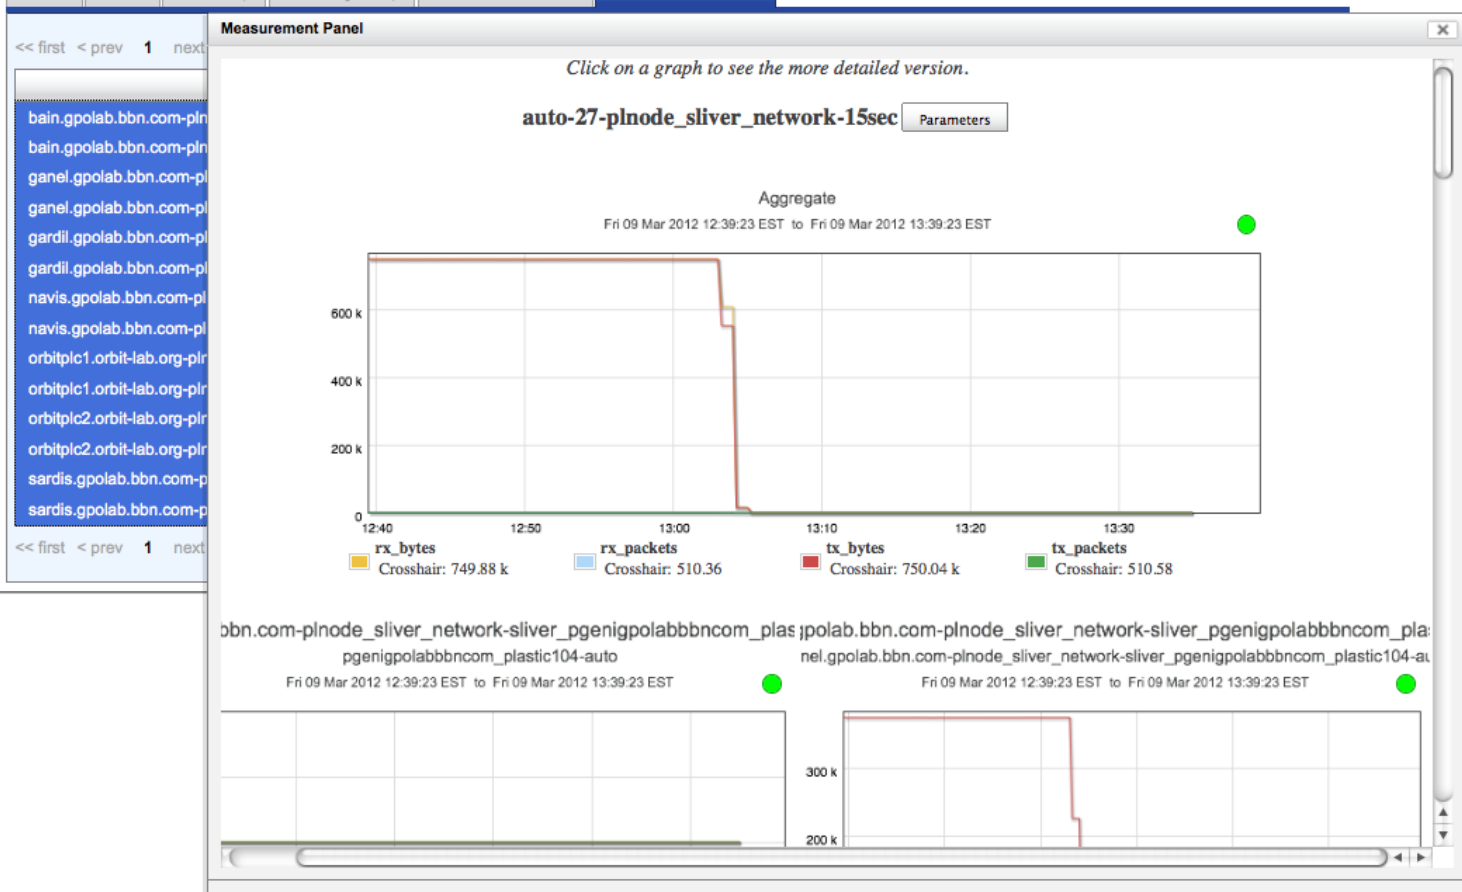 Measurement Panel
<< first < prev 1 next
bain.gpolab.bbn.com-pln
bain.gpolab.bbn.com-pln
ganel.gpolab.bbn.com-pl
ganel.gpolab.bbn.com-pl
gardil.gpolab.bbn.com-pl
gardil.gpolab.bbn.com-pl
navis.gpolab.bbn.com-pl
navis.gpolab.bbn.com-pl
orbitplc1.orbit-lab.org-pln
orbitplc1.orbit-lab.org-pln
orbitplc2.orbit-lab.org-pln
orbitplc2.orbit-lab.org-pln
sardis.gpolab.bbn.com-p
sardis.gpolab.bbn.com-p
<< first < prev 1 next
Click on a graph to see the more detailed version.
auto-27-plnode_sliver_network-15sec Parameters
Aggregate
Fri 09 Mar 2012 12:39:23 EST to Fri 09 Mar 2012 13:39:23 EST
600 k
400 k
200 k
0
12:40 12:50 13:00 13:10 13:20 13:30
rx_bytes rx_packets tx_bytes tx_packets
Crosshair: 749.88 k Crosshair: 510.36 Crosshair: 750.04 k Crosshair: 510.58
bbn.com-plnode_sliver_network-sliver_pgenigpolabbbncom_plas
pgenigpolabbbncom_plastic104-auto
Fri 09 Mar 2012 12:39:23 EST to Fri 09 Mar 2012 13:39:23 EST
gpolab.bbn.com-plnode_sliver_network-sliver_pgenigpolabbbncom_plas
nel.gpolab.bbn.com-plnode_sliver_network-sliver_pgenigpolabbbncom_plastic104-au
Fri 09 Mar 2012 12:39:23 EST to Fri 09 Mar 2012 13:39:23 EST
300 k
200 k